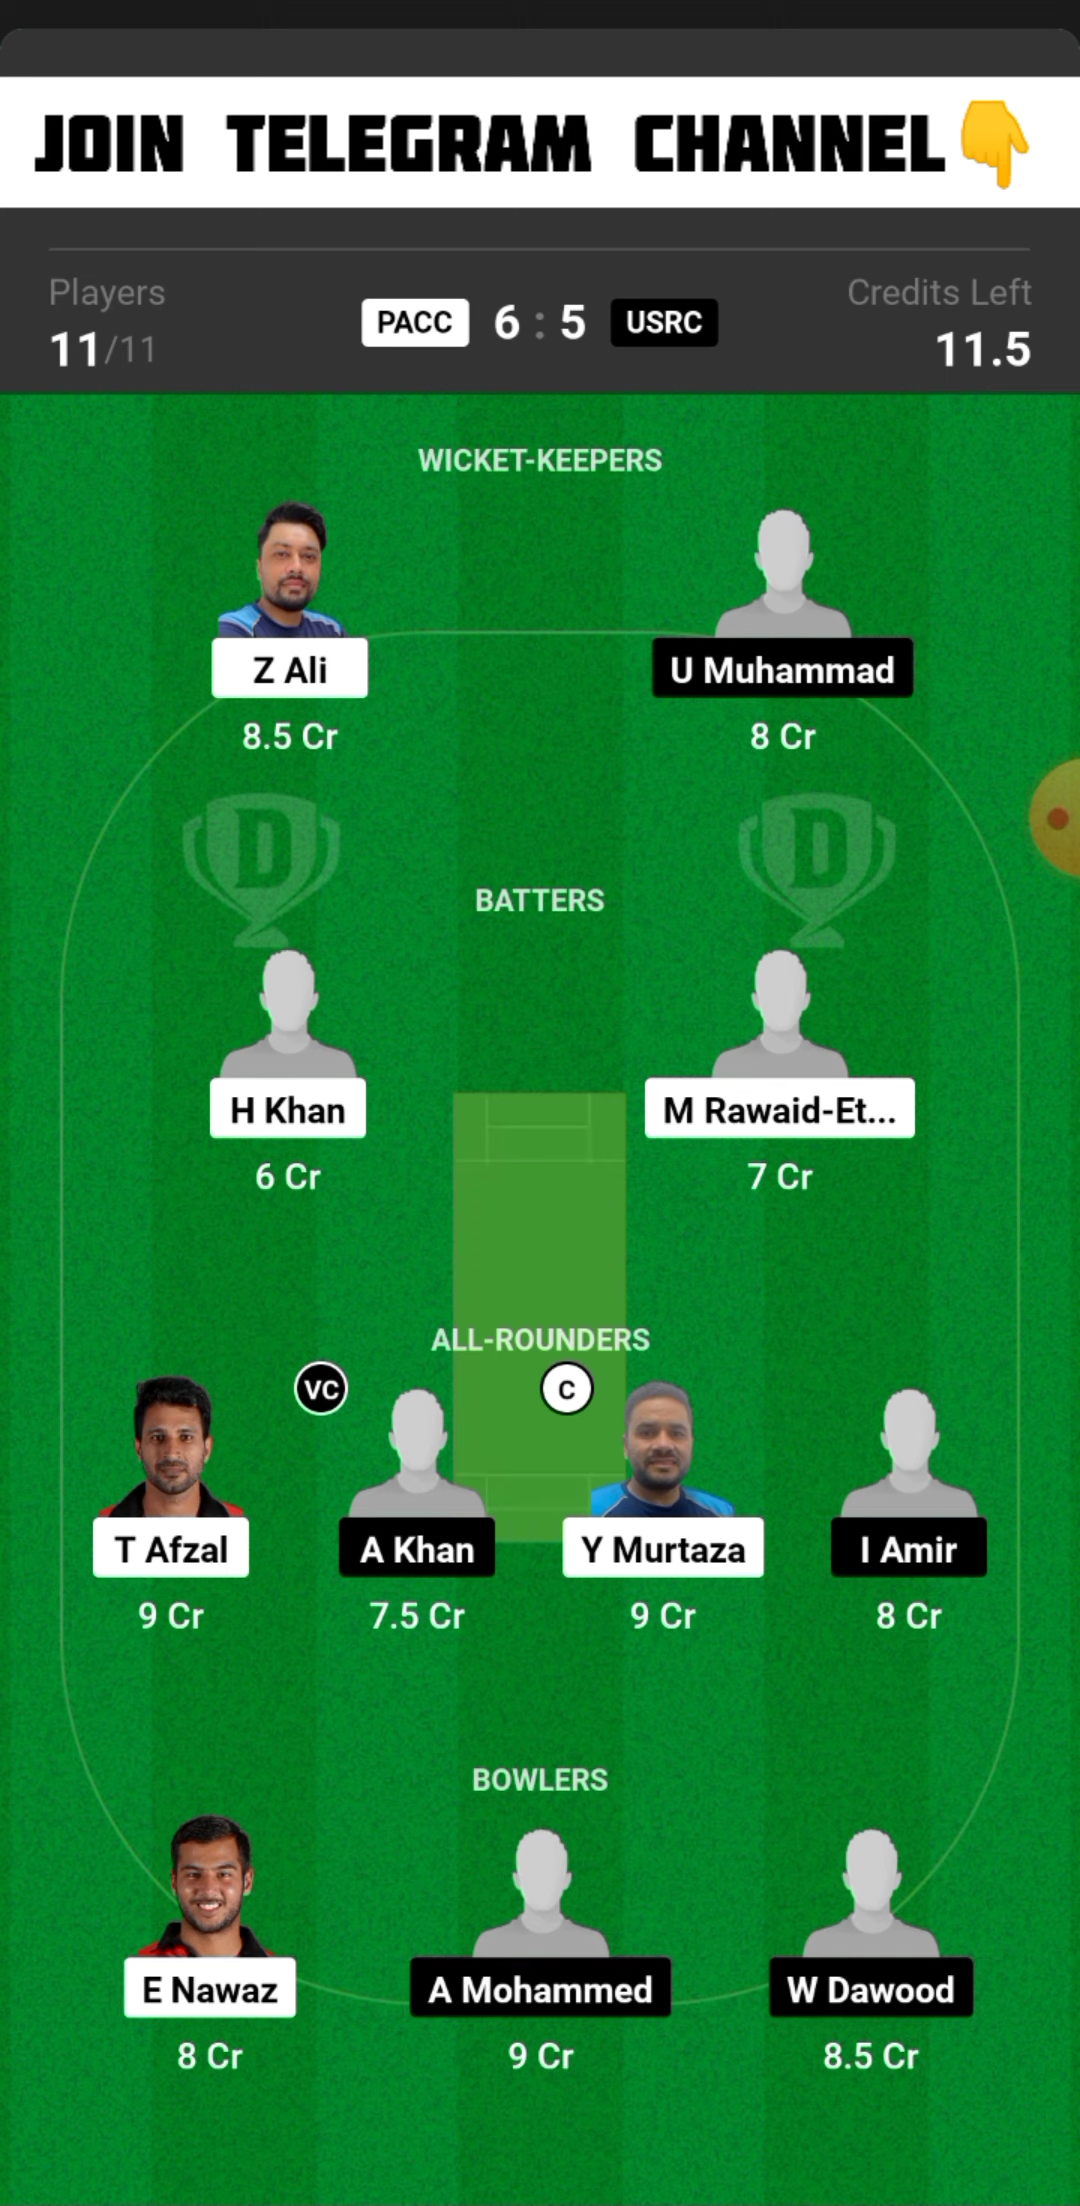 JOIN TELEGRAM CHANNEL👇
Players
Credits Left
PACC 6 : 5 USRC
11/11
11.5
WICKET-KEEPERS
Z Ali
U Muhammad
8.5 Cr
8 Cr
D
D
BATTERS
H Khan
M Rawaid-Et...
6 Cr
7 Cr
ALL-ROUNDERS
VC
C
T Afzal
A Khan
Y Murtaza
I Amir
9 Cr
7.5 Cr
9 Cr
8 Cr
BOWLERS
E Nawaz
A Mohammed
W Dawood
8 Cr
9 Cr
8.5 Cr